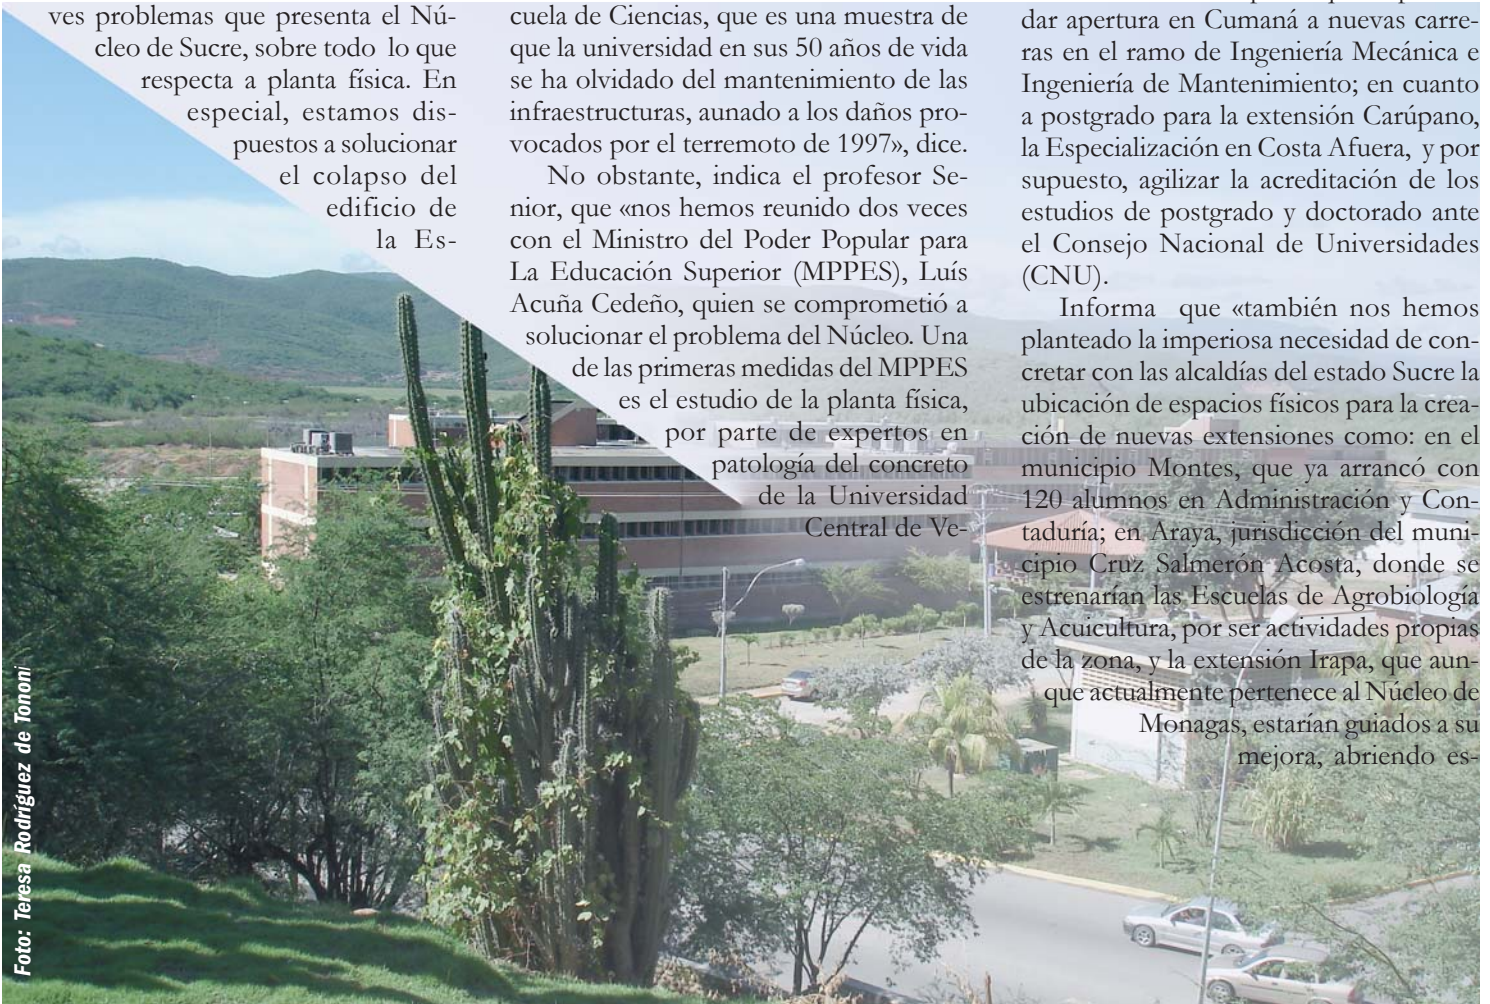 ves problemas que presenta el Nú-
cleo de Sucre, sobre todo lo que
respecta a planta física. En
especial, estamos dis-
puestos a solucionar
el colapso del
edificio de
la Es-
cuela de Ciencias, que es una muestra de
que la universidad en sus 50 años de vida
se ha olvidado del mantenimiento de las
infraestructuras, aunado a los daños pro-
vocados por el terremoto de 1997», dice.
No obstante, indica el profesor Se-
nior, que «nos hemos reunido dos veces
con el Ministro del Poder Popular para
La Educación Superior (MPPES), Luís
Acuña Cedeño, quien se comprometió a
solucionar el problema del Núcleo. Una
de las primeras medidas del MPPES
es el estudio de la planta física,
por parte de expertos en
patología del concreto
de la Universidad
Central de Ve-
dar apertura en Cumaná a nuevas carre-
ras en el ramo de Ingeniería Mecánica e
Ingeniería de Mantenimiento; en cuanto
a postgrado para la extensión Carúpano,
la Especialización en Costa Afuera, y por
supuesto, agilizar la acreditación de los
estudios de postgrado y doctorado ante
el Consejo Nacional de Universidades
(CNU).
Informa que «también nos hemos
planteado la imperiosa necesidad de con-
cretar con las alcaldías del estado Sucre la
ubicación de espacios físicos para la crea-
ción de nuevas extensiones como: en el
municipio Montes, que ya arrancó con
120 alumnos en Administración y Con-
taduría; en Araya, jurisdicción del muni-
cipio Cruz Salmerón Acosta, donde se
estrenarían las Escuelas de Agrobiología
y Acuicultura, por ser actividades propias
de la zona, y la extensión Irapa, que aun-
que actualmente pertenece al Núcleo de
Monagas, estarían guiados a su
mejora, abriendo es-
Foto: Teresa Rodríguez de Tononi